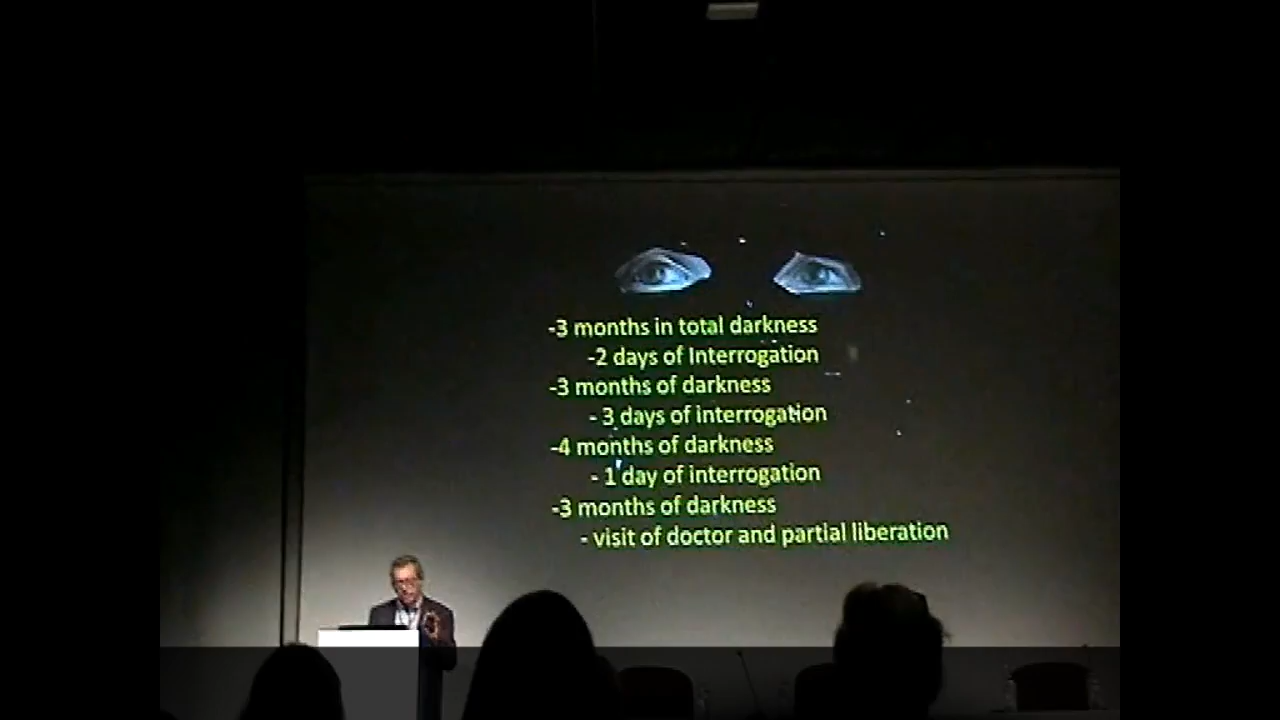 -3 months in total darkness
-2 days of Interrogation
-3 months of darkness
- 3 days of interrogation
-4 months of darkness
- 1 day of interrogation
-3 months of darkness
- visit of doctor and partial liberation